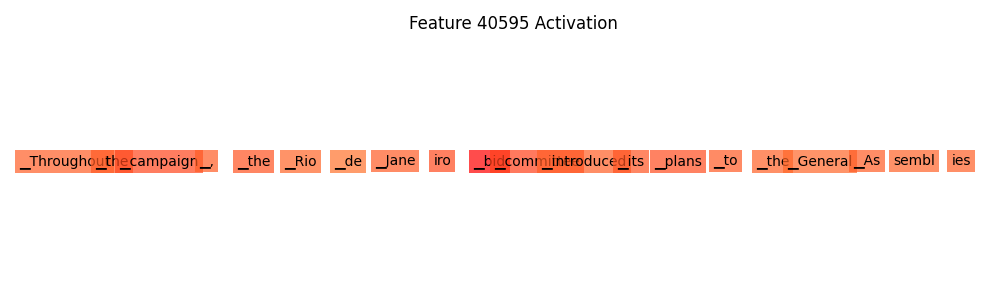 Feature 40595 Activation
_Throughout _the _campaign _, _the _Rio _de _Jane iro _bid _committee _introduced _its _plans _to _the _General _As sembl ies